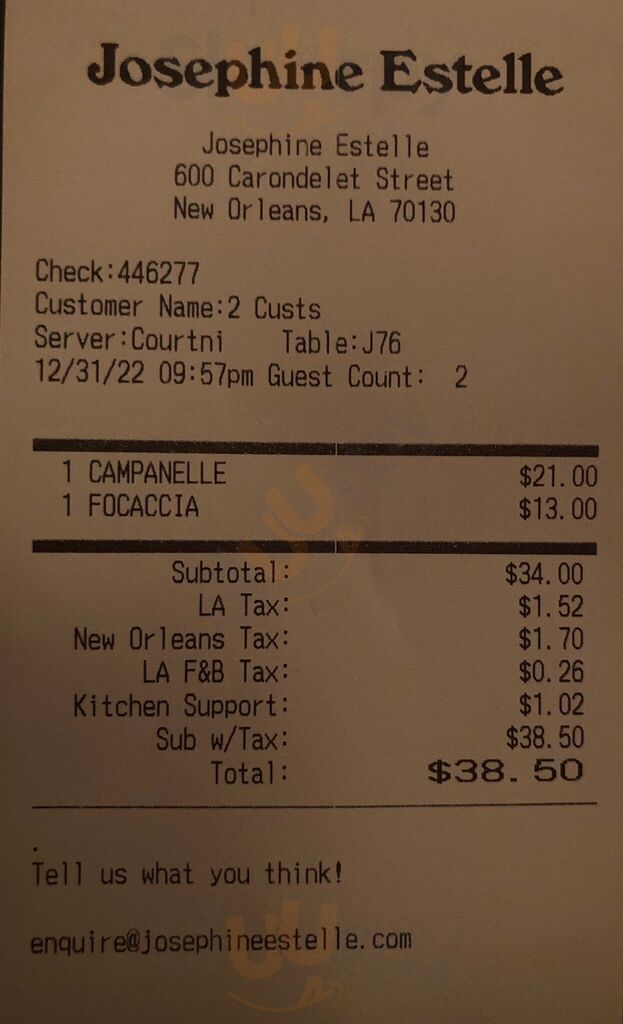 Josephine Estelle
Josephine Estelle
600 Carondelet Street
New Orleans, LA 70130
Check:446277
Customer Name:2 Custs
Server:Courtni Table:J76
12/31/22 09:57pm Guest Count: 2
1 CAMPANELLE $21.00
1 FOCACCIA $13.00
Subtotal: $34.00
LA Tax: $1.52
New Orleans Tax: $1.70
LA F&B Tax: $0.26
Kitchen Support: $1.02
Sub w/Tax: $38.50
Total: $38.50
.
Tell us what you think!
enquire@josephineestelle.com